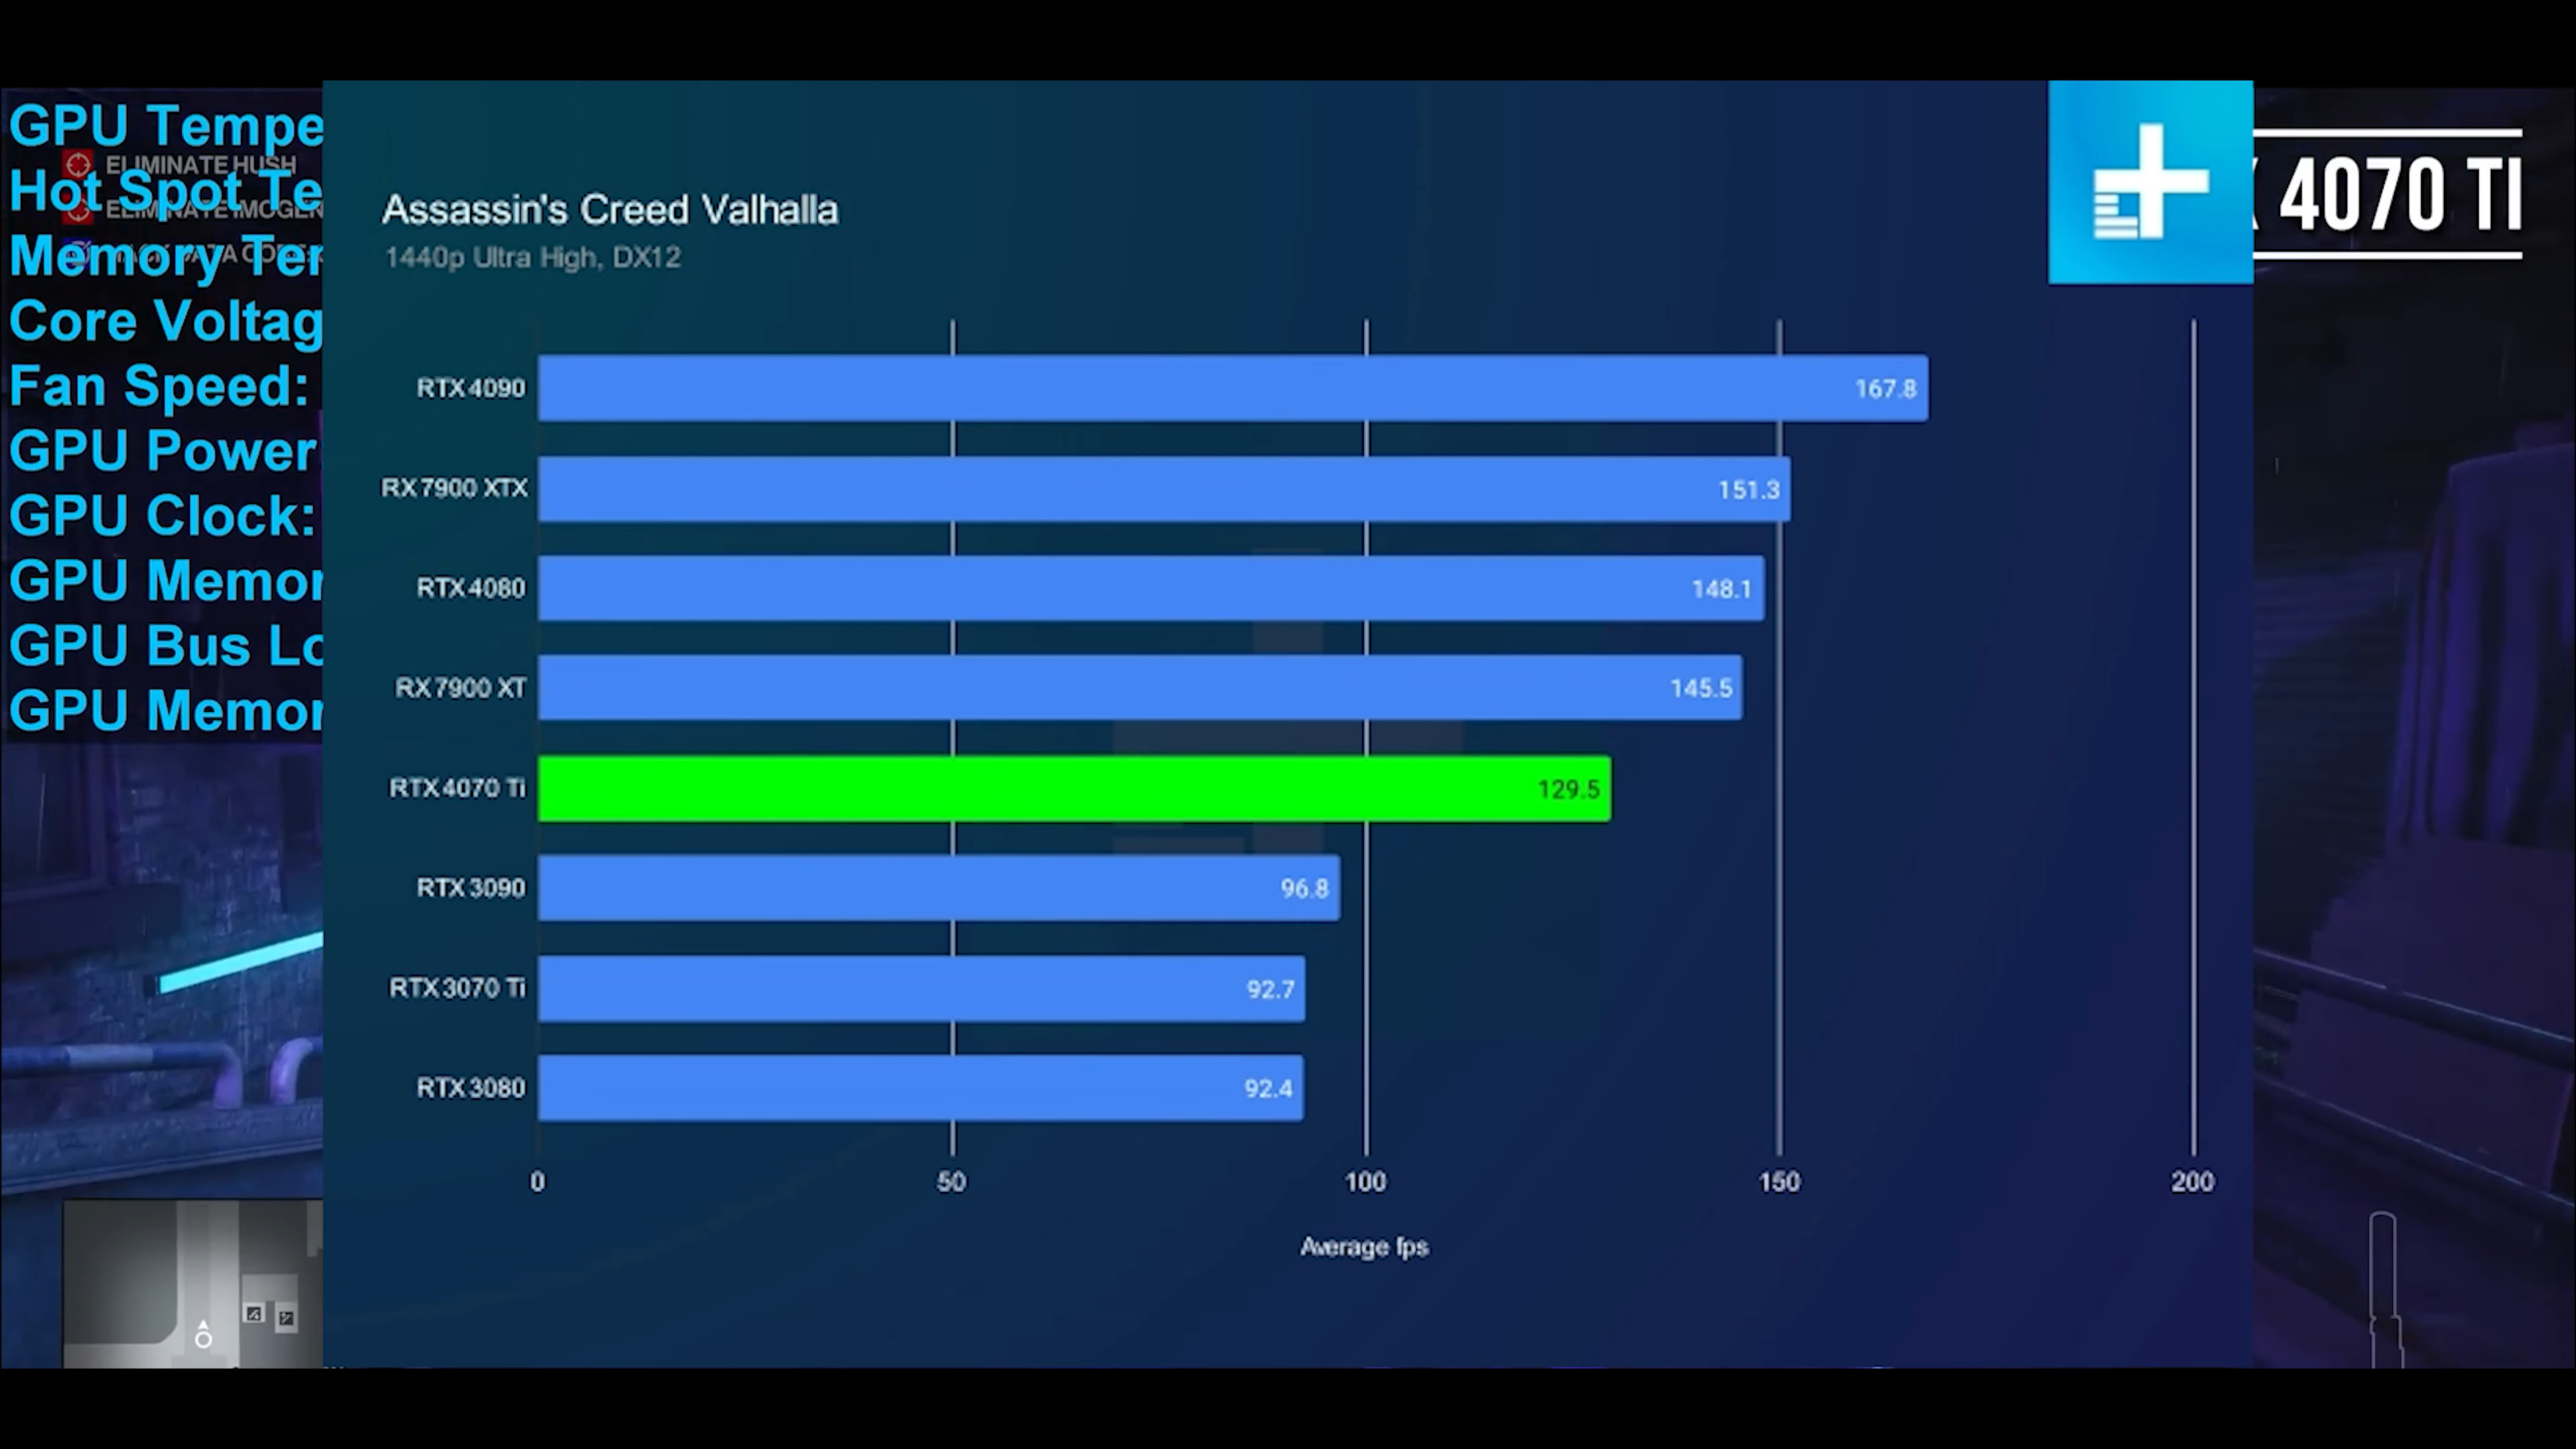 GPU Tempe
ELIMINATE HUSH
Hot Spot Te
ELIMINATE IMOGEN
Memory Ter
Core Voltag
Fan Speed:
GPU Power
GPU Clock:
GPU Memor
GPU Bus Lo
GPU Memor
4070 TI
Assassin's Creed Valhalla
1440p Ultra High, DX12
RTX 4090 167.8
RX 7900 XTX 151.3
RTX 4080 148.1
RX 7900 XT 145.5
RTX 4070 Ti 129.5
RTX 3090 96.8
RTX 3070 Ti 92.7
RTX 3080 92.4
0 50 100 150 200
Average fps